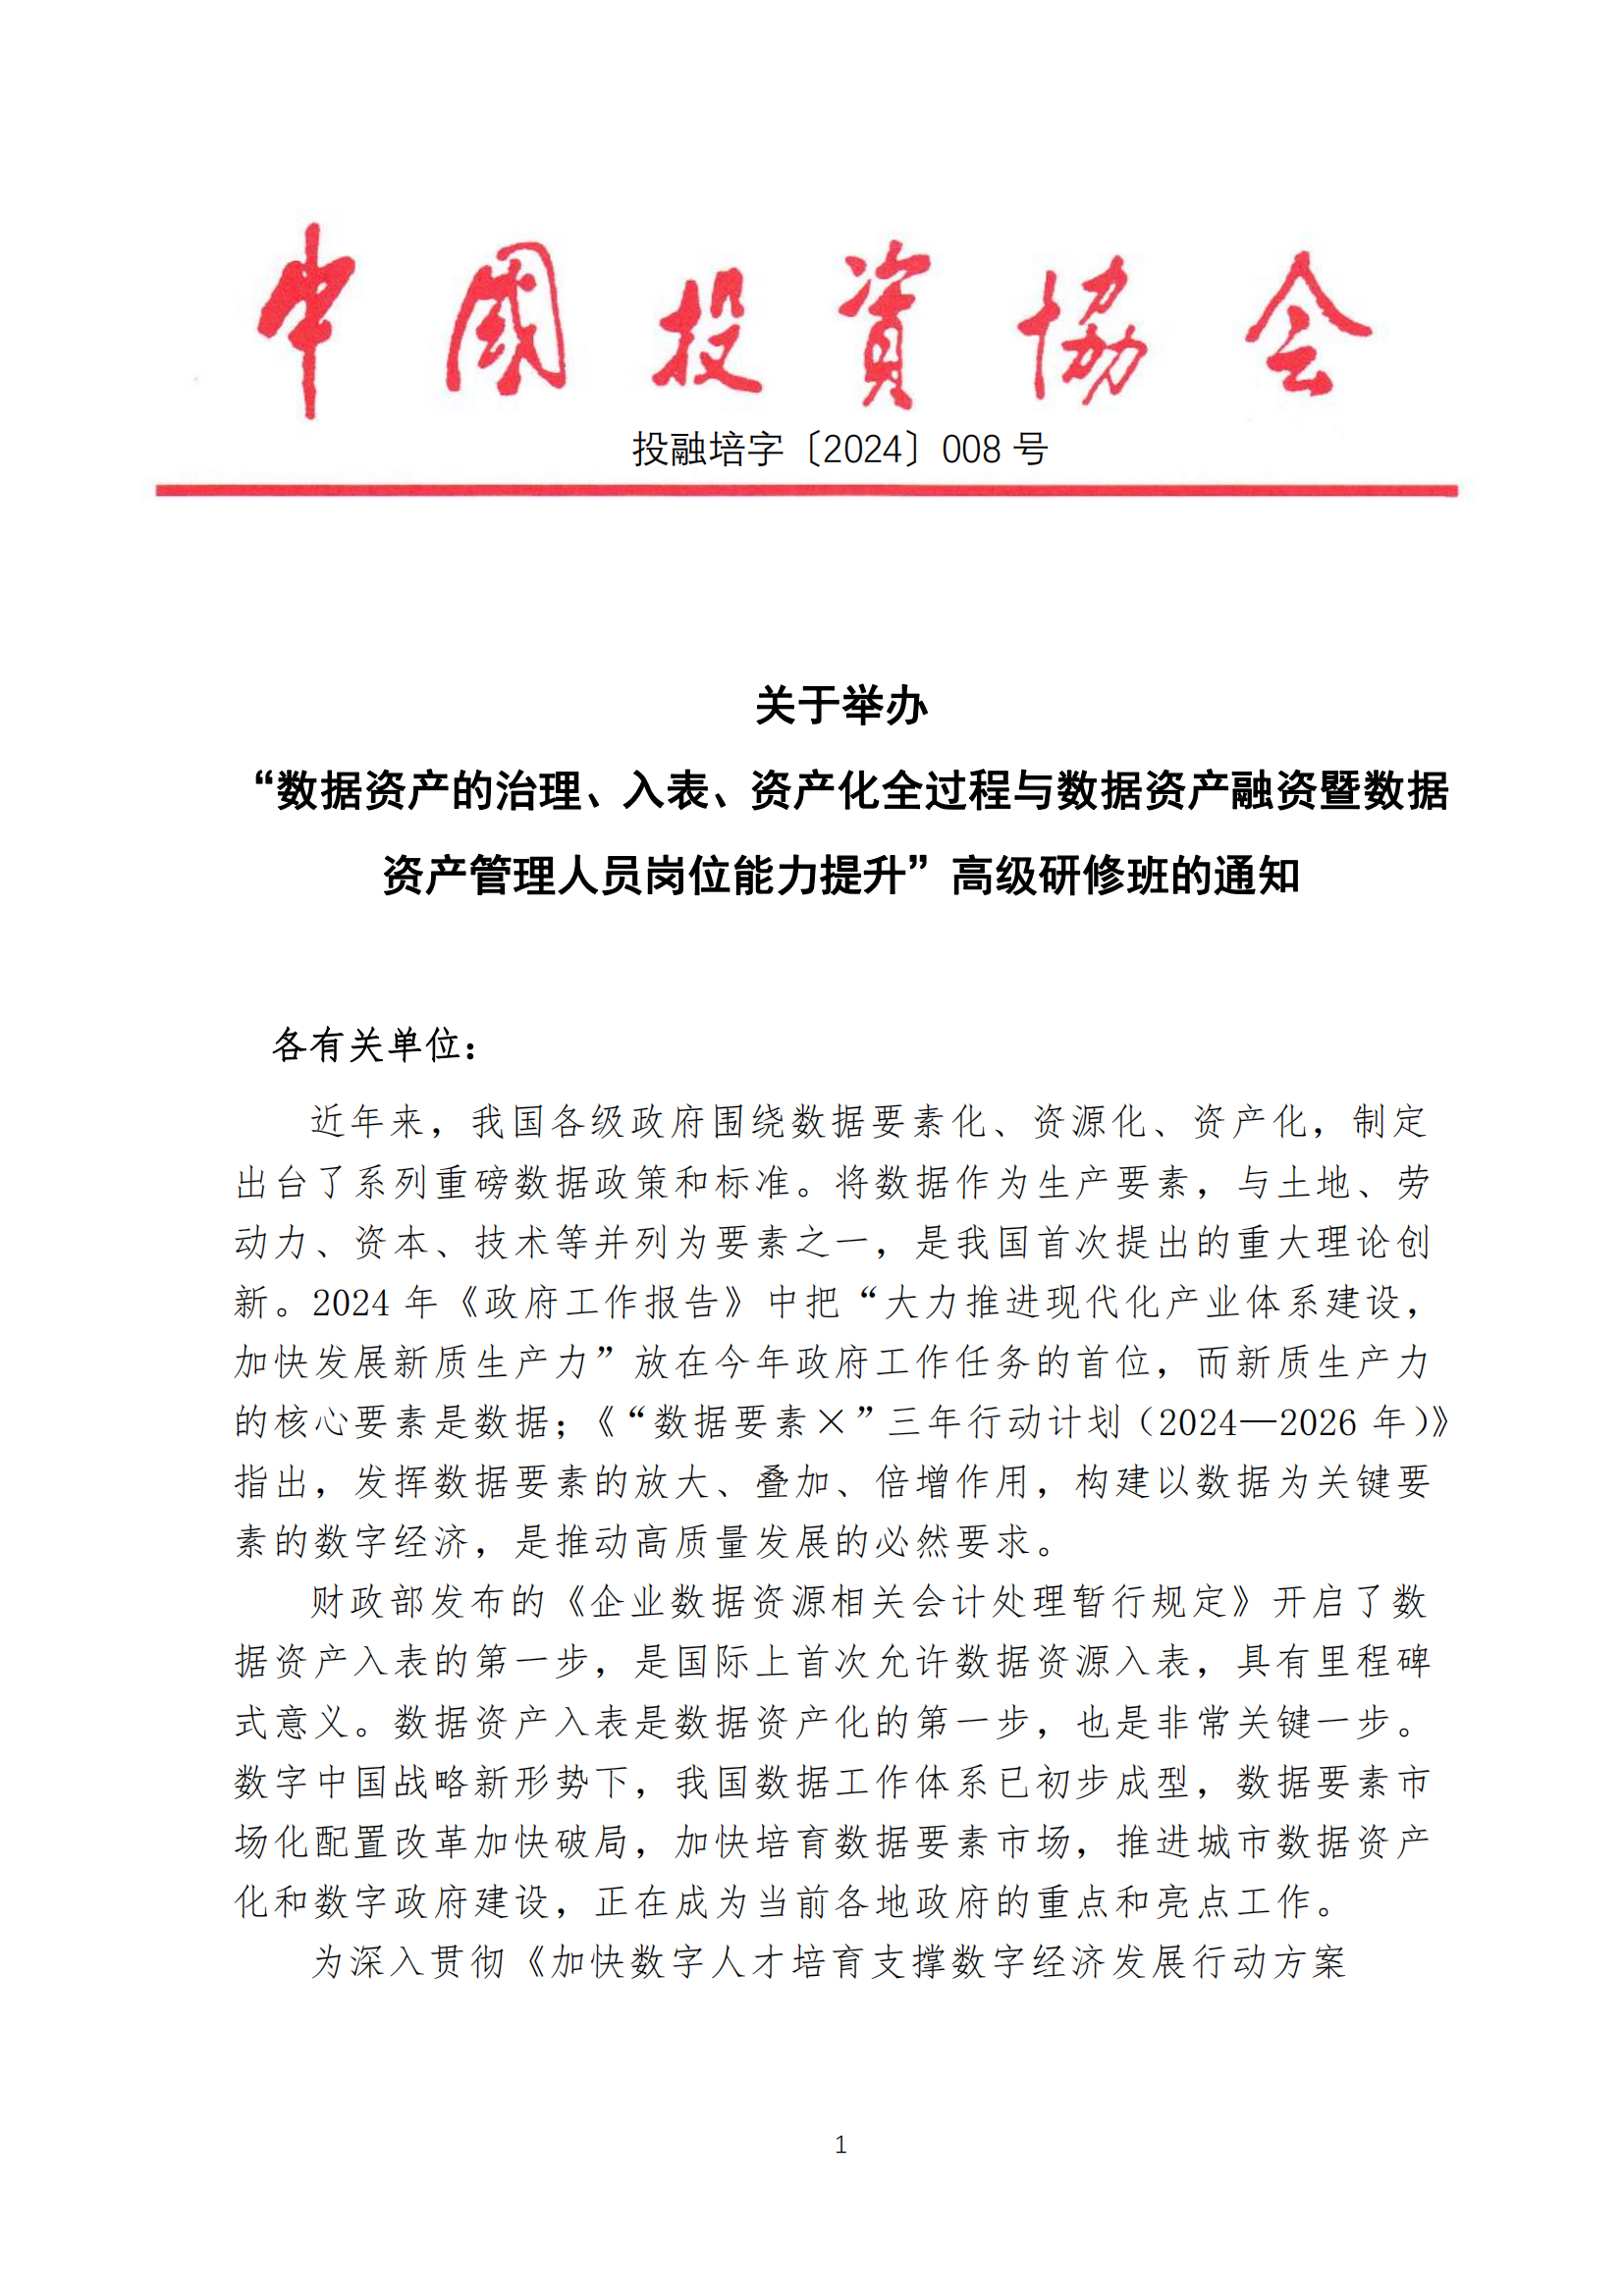 中國投資協会
投融培字〔2024〕008 号
关于举办
“数据资产的治理、入表、资产化全过程与数据资产融资暨数据
资产管理人员岗位能力提升”高级研修班的通知
各有关单位：
近年来，我国各级政府围绕数据要素化、资源化、资产化，制定
出台了系列重磅数据政策和标准。将数据作为生产要素，与土地、劳
动力、资本、技术等并列为要素之一，是我国首次提出的重大理论创
新。2024 年《政府工作报告》中把“大力推进现代化产业体系建设，
加快发展新质生产力”放在今年政府工作任务的首位，而新质生产力
的核心要素是数据；《“数据要素×”三年行动计划（2024—2026 年）》
指出，发挥数据要素的放大、叠加、倍增作用，构建以数据为关键要
素的数字经济，是推动高质量发展的必然要求。
财政部发布的《企业数据资源相关会计处理暂行规定》开启了数
据资产入表的第一步，是国际上首次允许数据资源入表，具有里程碑
式意义。数据资产入表是数据资产化的第一步，也是非常关键一步。
数字中国战略新形势下，我国数据工作体系已初步成型，数据要素市
场化配置改革加快破局，加快培育数据要素市场，推进城市数据资产
化和数字政府建设，正在成为当前各地政府的重点和亮点工作。
为深入贯彻《加快数字人才培育支撑数字经济发展行动方案
1